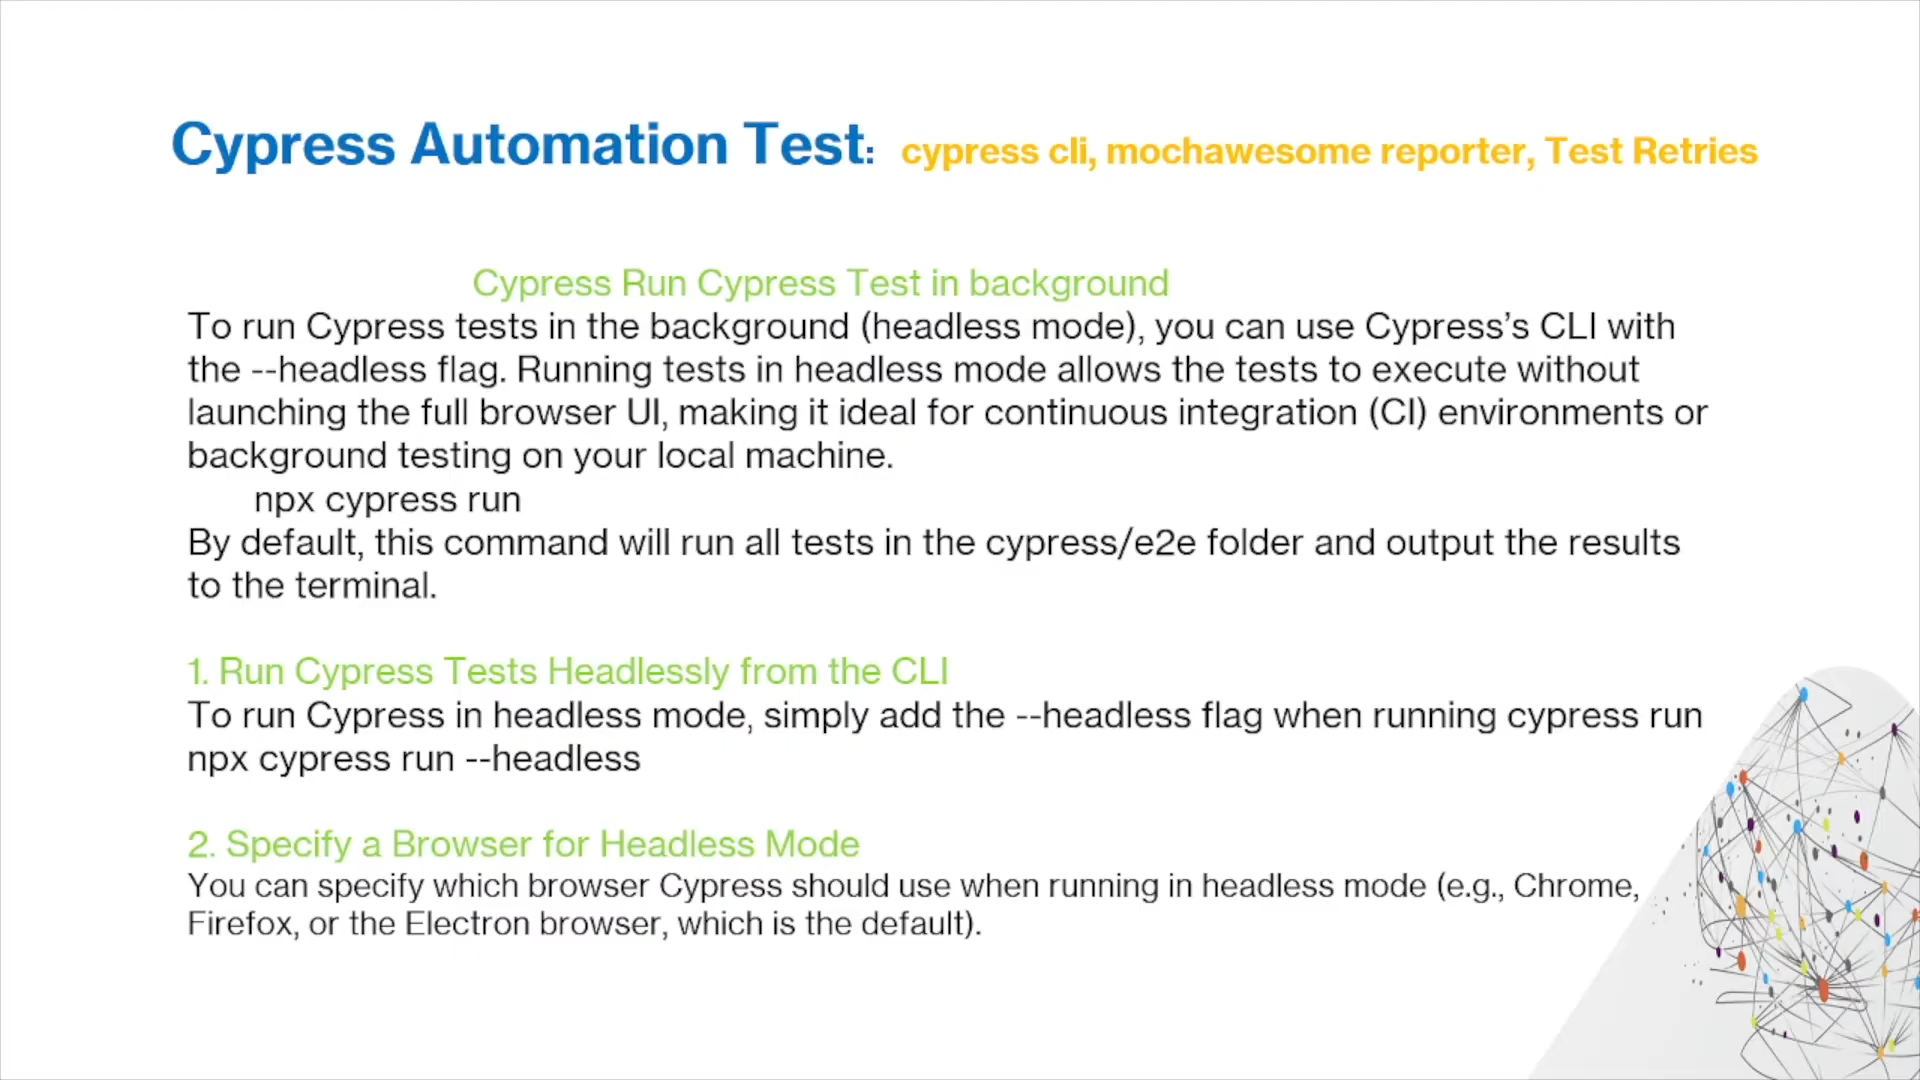 Cypress Automation Test: cypress cli, mochawesome reporter, Test Retries
Cypress Run Cypress Test in background
To run Cypress tests in the background (headless mode), you can use Cypress’s CLI with
the --headless flag. Running tests in headless mode allows the tests to execute without
launching the full browser UI, making it ideal for continuous integration (CI) environments or
background testing on your local machine.
npx cypress run
By default, this command will run all tests in the cypress/e2e folder and output the results
to the terminal.
1. Run Cypress Tests Headlessly from the CLI
To run Cypress in headless mode, simply add the --headless flag when running cypress run
npx cypress run --headless
2. Specify a Browser for Headless Mode
You can specify which browser Cypress should use when running in headless mode (e.g., Chrome,
Firefox, or the Electron browser, which is the default).